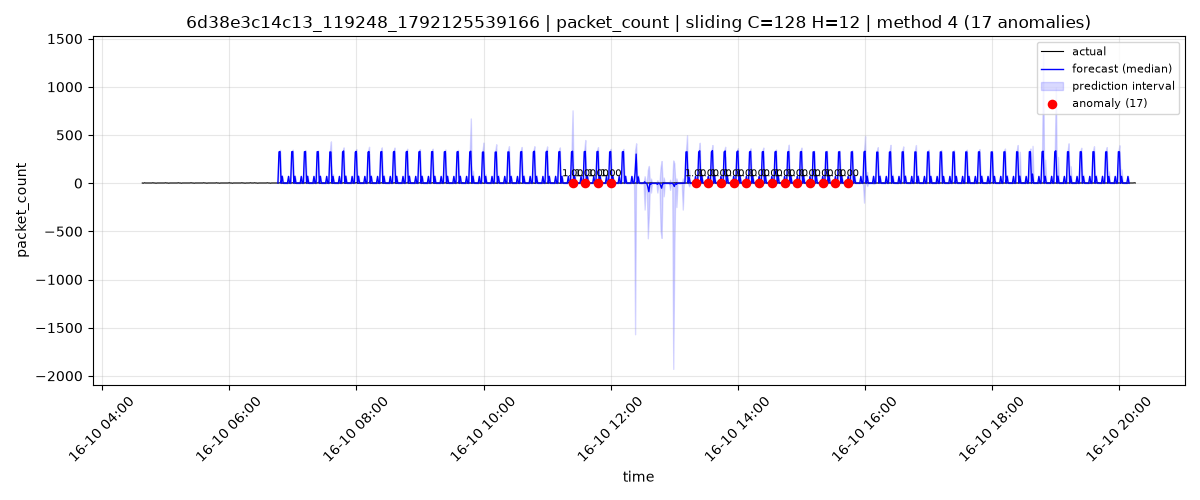 6d38e3c14c13_119248_1792125539166 | packet_count | sliding C=128 H=12 | method 4 (17 anomalies)
1500
1000
500
0
−500
−1000
−1500
−2000
packet_count
actual
forecast (median)
prediction interval
anomaly (17)
16-10 04:00
16-10 06:00
16-10 08:00
16-10 10:00
16-10 12:00
16-10 14:00
16-10 16:00
16-10 18:00
16-10 20:00
time